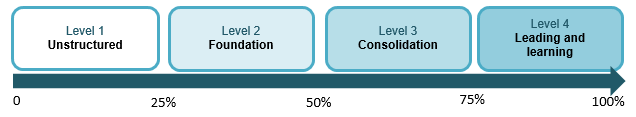 Level 1
Unstructured
Level 2
Foundation
Level 3
Consolidation
Level 4
Leading and
learning
0
25%
50%
75%
100%